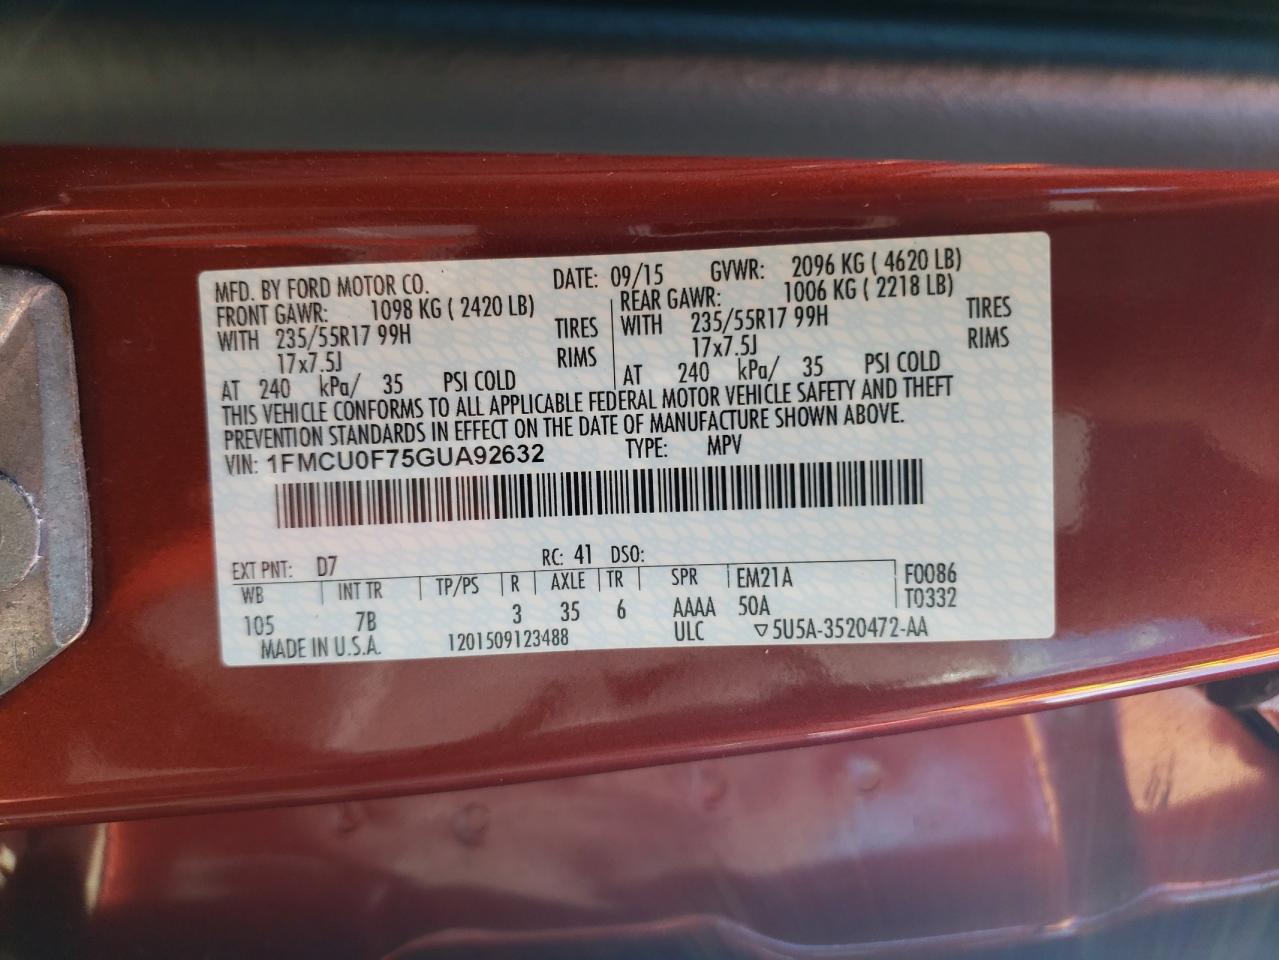 MFD. BY FORD MOTOR CO. DATE: 09/15 GVWR: 2096 KG ( 4620 LB)
FRONT GAWR: 1098 KG ( 2420 LB) REAR GAWR: 1006 KG ( 2218 LB)
WITH 235/55R17 99H TIRES WITH 235/55R17 99H TIRES
17x7.5J RIMS 17x7.5J RIMS
AT 240 kPa/ 35 PSI COLD AT 240 kPa/ 35 PSI COLD
THIS VEHICLE CONFORMS TO ALL APPLICABLE FEDERAL MOTOR VEHICLE SAFETY AND THEFT
PREVENTION STANDARDS IN EFFECT ON THE DATE OF MANUFACTURE SHOWN ABOVE.
VIN: 1FMCU0F75GUA92632 TYPE: MPV
EXT PNT: D7 RC: 41 DSO:
WB INT TR TP/PS R AXLE TR SPR EM21A F0086
105 7B 3 35 6 AAAA 50A T0332
MADE IN U.S.A. 1201509123488 ULC ▽5U5A-3520472-AA